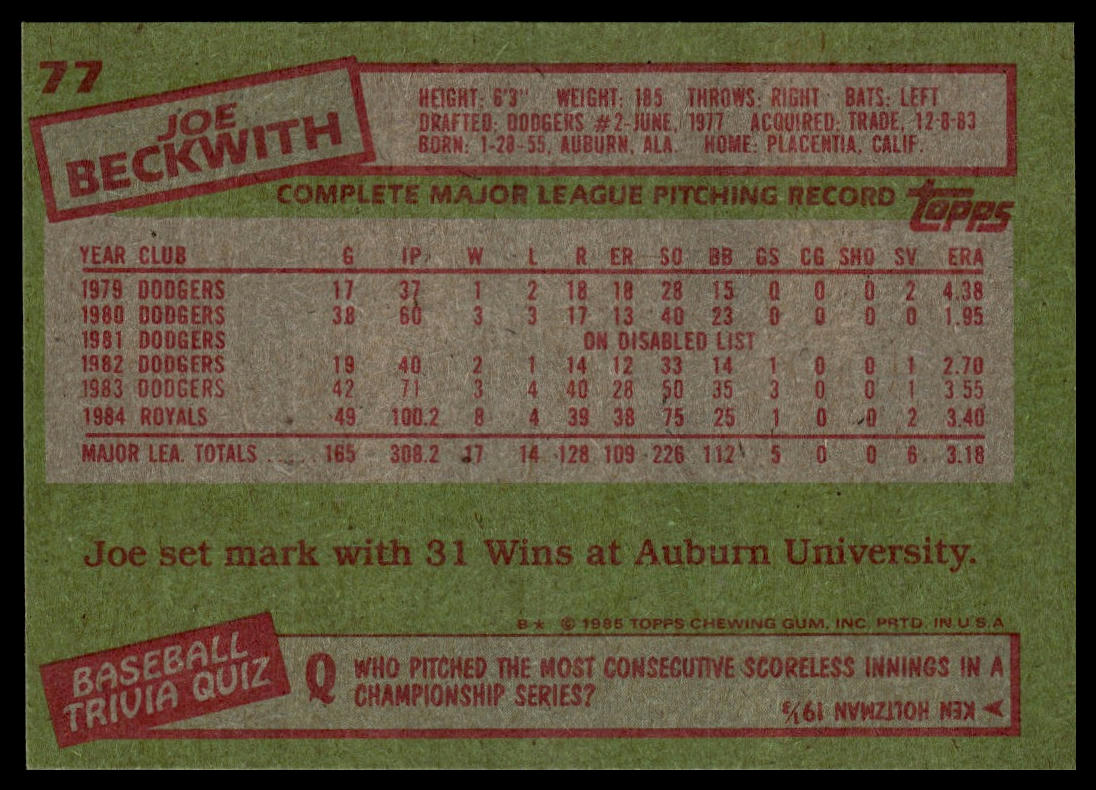 77
JOE
BECKWITH
HEIGHT: 6'3" WEIGHT: 185 THROWS: RIGHT BATS: LEFT
DRAFTED: DODGERS #2-JUNE, 1977 ACQUIRED: TRADE, 12-8-83
BORN: 1-28-55, AUBURN, ALA. HOME: PLACENTIA, CALIF.
COMPLETE MAJOR LEAGUE PITCHING RECORD
TOPPS
YEAR CLUB G IP W L R ER SO BB GS CG SHO SV ERA
1979 DODGERS 17 37 1 2 18 18 28 15 0 0 0 2 4.38
1980 DODGERS 38 60 3 3 17 13 40 23 0 0 0 0 1.95
1981 DODGERS ON DISABLED LIST
1982 DODGERS 19 40 2 1 14 12 33 14 1 0 0 1 2.70
1983 DODGERS 42 71 3 4 40 28 50 35 3 0 0 1 3.55
1984 ROYALS 49 100.2 8 4 39 38 75 25 1 0 0 2 3.40
MAJOR LEA. TOTALS ...... 165 308.2 17 14 128 109 226 112 5 0 0 6 3.18
Joe set mark with 31 Wins at Auburn University.
B★ © 1985 TOPPS CHEWING GUM, INC. PRTD. IN U.S.A
BASEBALL
TRIVIA QUIZ
Q WHO PITCHED THE MOST CONSECUTIVE SCORELESS INNINGS IN A
CHAMPIONSHIP SERIES?
KEN HOLTZMAN 19⅓